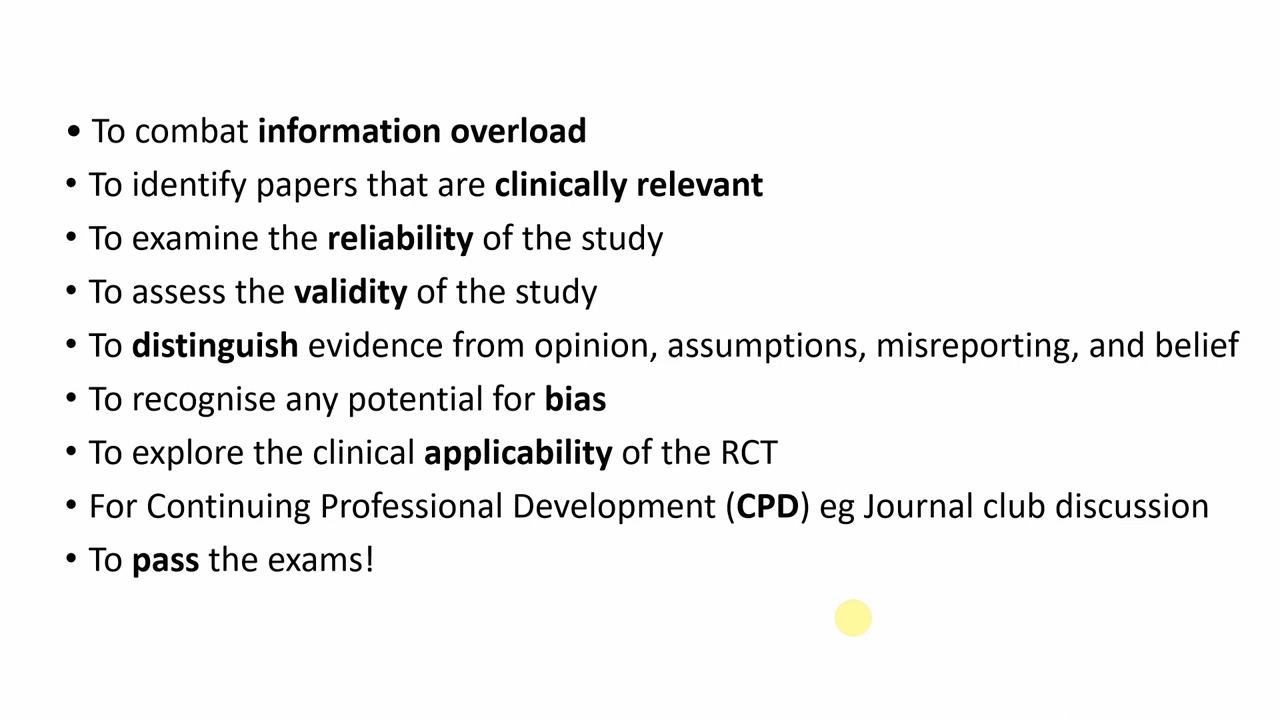 • To combat information overload
• To identify papers that are clinically relevant
• To examine the reliability of the study
• To assess the validity of the study
• To distinguish evidence from opinion, assumptions, misreporting, and belief
• To recognise any potential for bias
• To explore the clinical applicability of the RCT
• For Continuing Professional Development (CPD) eg Journal club discussion
• To pass the exams!